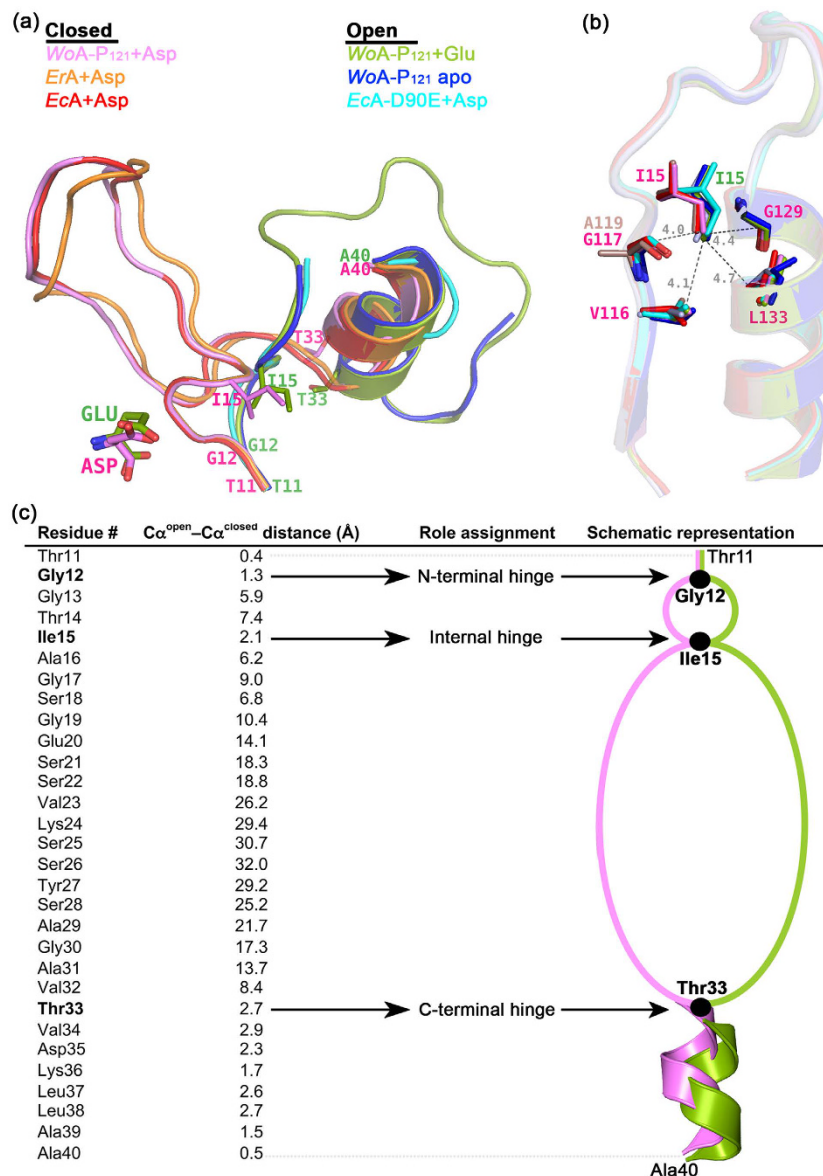 (a)
Closed
WoA-P121+Asp
ErA+Asp
EcA+Asp
Open
WoA-P121+Glu
WoA-P121 apo
EcA-D90E+Asp
A40
A40
T33
I15
I15
T33
GLU
ASP
G12
G12
T11
T11
(b)
I15
I15
G129
A119
G117
4.0
4.4
4.1
4.7
V116
L133
(c)
Residue # Cαopen–Cαclosed distance (Å) Role assignment Schematic representation
Thr11 0.4 Thr11
Gly12 1.3 N-terminal hinge Gly12
Gly13 5.9
Thr14 7.4
Ile15 2.1 Internal hinge Ile15
Ala16 6.2
Gly17 9.0
Ser18 6.8
Gly19 10.4
Glu20 14.1
Ser21 18.3
Ser22 18.8
Val23 26.2
Lys24 29.4
Ser25 30.7
Ser26 32.0
Tyr27 29.2
Ser28 25.2
Ala29 21.7
Gly30 17.3
Ala31 13.7
Val32 8.4
Thr33 2.7 C-terminal hinge Thr33
Val34 2.9
Asp35 2.3
Lys36 1.7
Leu37 2.6
Leu38 2.7
Ala39 1.5
Ala40 0.5 Ala40